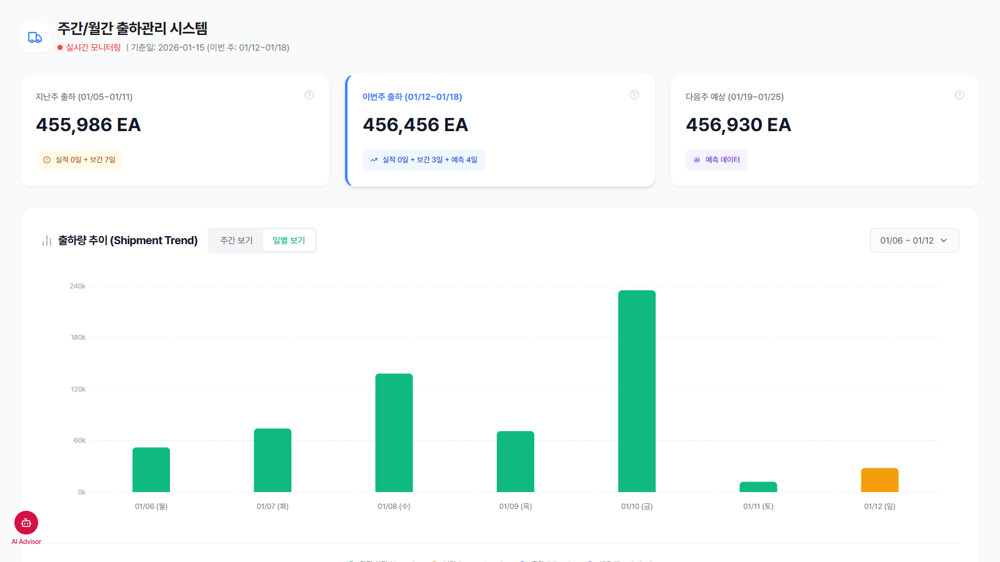 주간/월간 출하관리 시스템
실시간 모니터링 | 기준일: 2026-01-15 (이번 주: 01/12~01/18)
지난주 출하 (01/05~01/11)
455,986 EA
실적 0일 + 보간 7일
이번주 출하 (01/12~01/18)
456,456 EA
실적 0일 + 보간 3일 + 예측 4일
다음주 예상 (01/19~01/25)
456,930 EA
AI 예측 데이터
출하량 추이 (Shipment Trend)
주간 보기
일별 보기
01/06 ~ 01/12
240k
180k
120k
60k
0k
01/06 (월)
01/07 (화)
01/08 (수)
01/09 (목)
01/10 (금)
01/11 (토)
01/12 (일)
AI Advisor